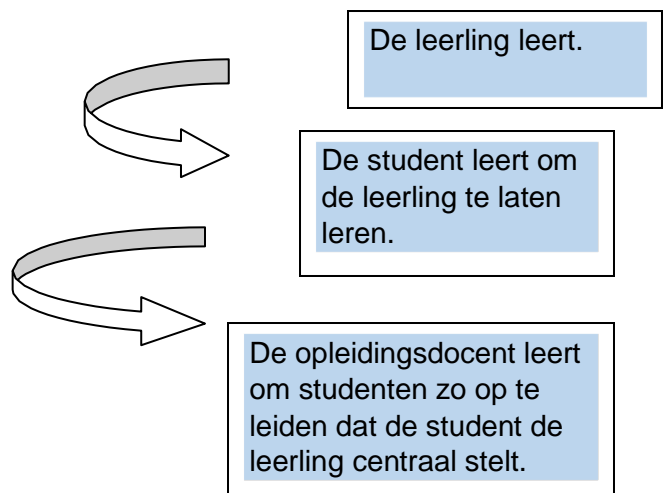 De leerling leert.
De student leert om
de leerling te laten
leren.
De opleidingsdocent leert
om studenten zo op te
leiden dat de student de
leerling centraal stelt.